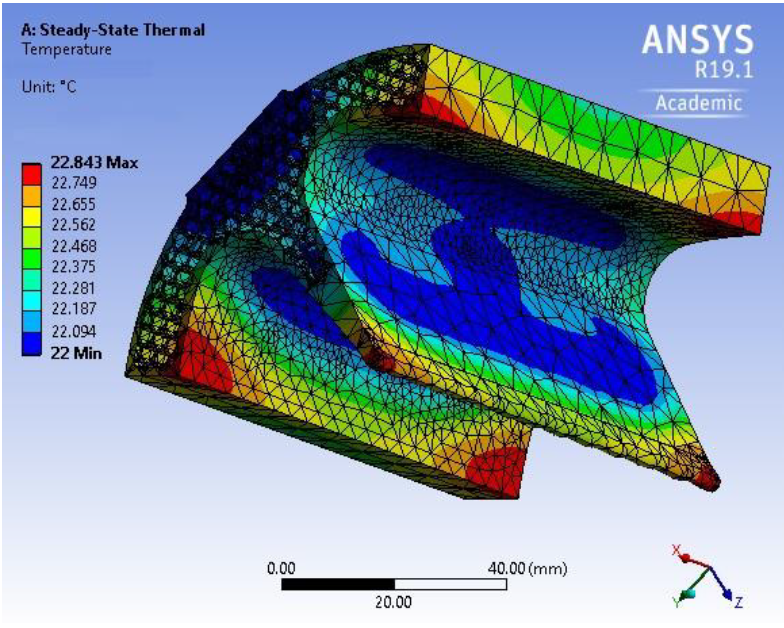 A: Steady-State Thermal
Temperature
Unit: °C
ANSYS
R19.1
Academic
22.843 Max
22.749
22.655
22.562
22.468
22.375
22.281
22.187
22.094
22 Min
0.00 40.00 (mm)
20.00
X
Y
Z